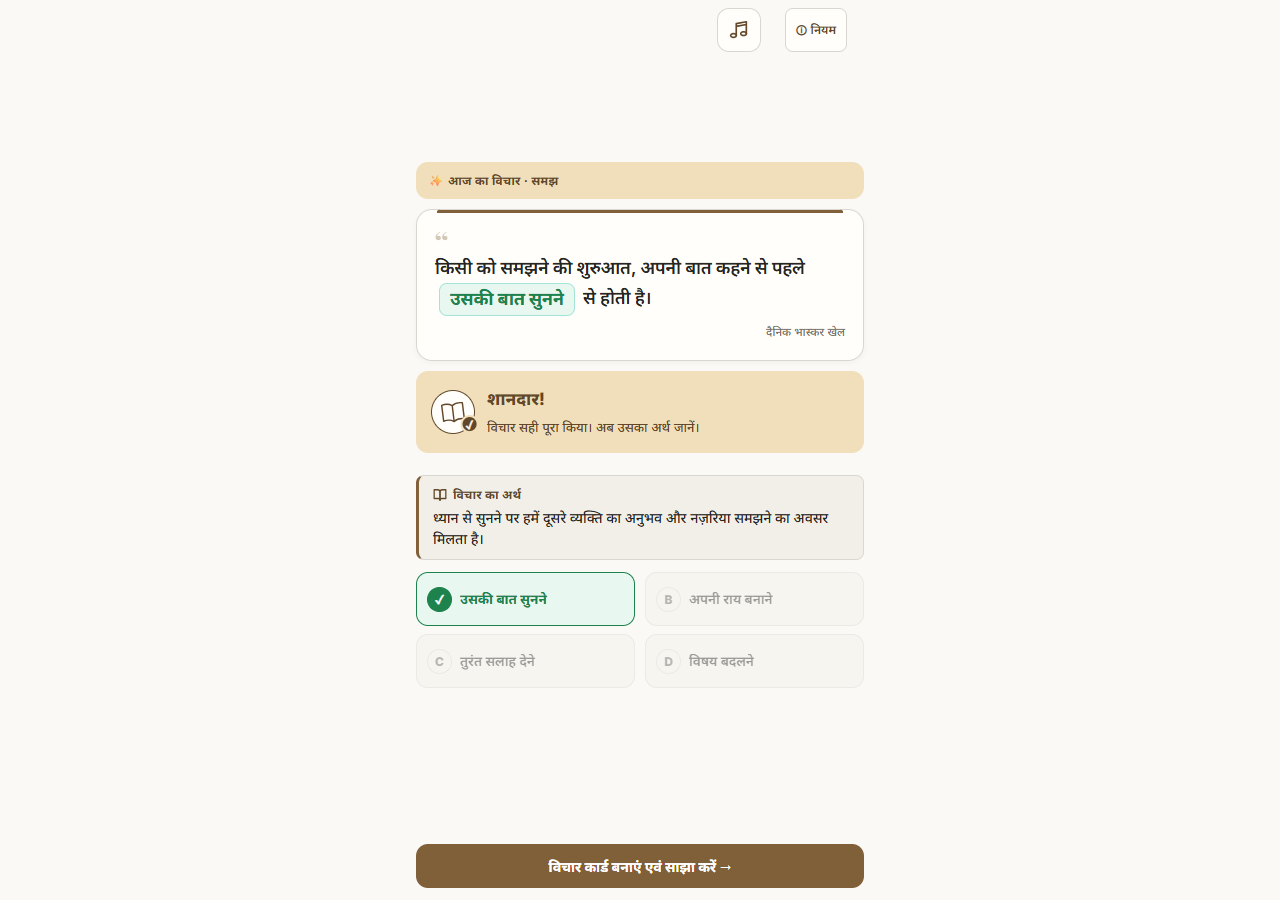 नियम
आज का विचार · समझ
“
किसी को समझने की शुरुआत, अपनी बात कहने से पहले
उसकी बात सुनने से होती है।
दैनिक भास्कर खेल
शानदार!
विचार सही पूरा किया। अब उसका अर्थ जानें।
विचार का अर्थ
ध्यान से सुनने पर हमें दूसरे व्यक्ति का अनुभव और नज़रिया समझने का अवसर
मिलता है।
✓ उसकी बात सुनने
B अपनी राय बनाने
C तुरंत सलाह देने
D विषय बदलने
विचार कार्ड बनाएं एवं साझा करें →